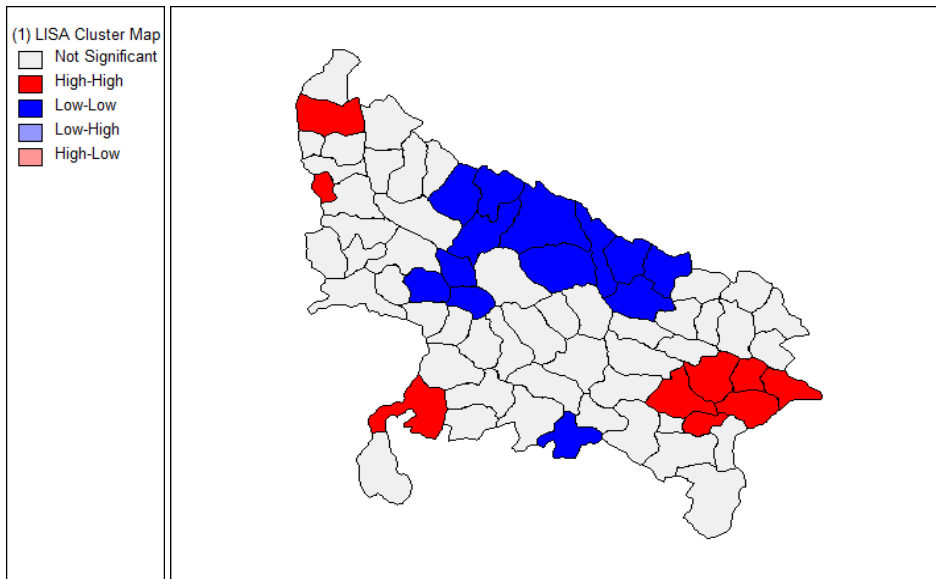 (1) LISA Cluster Map
Not Significant
High-High
Low-Low
Low-High
High-Low